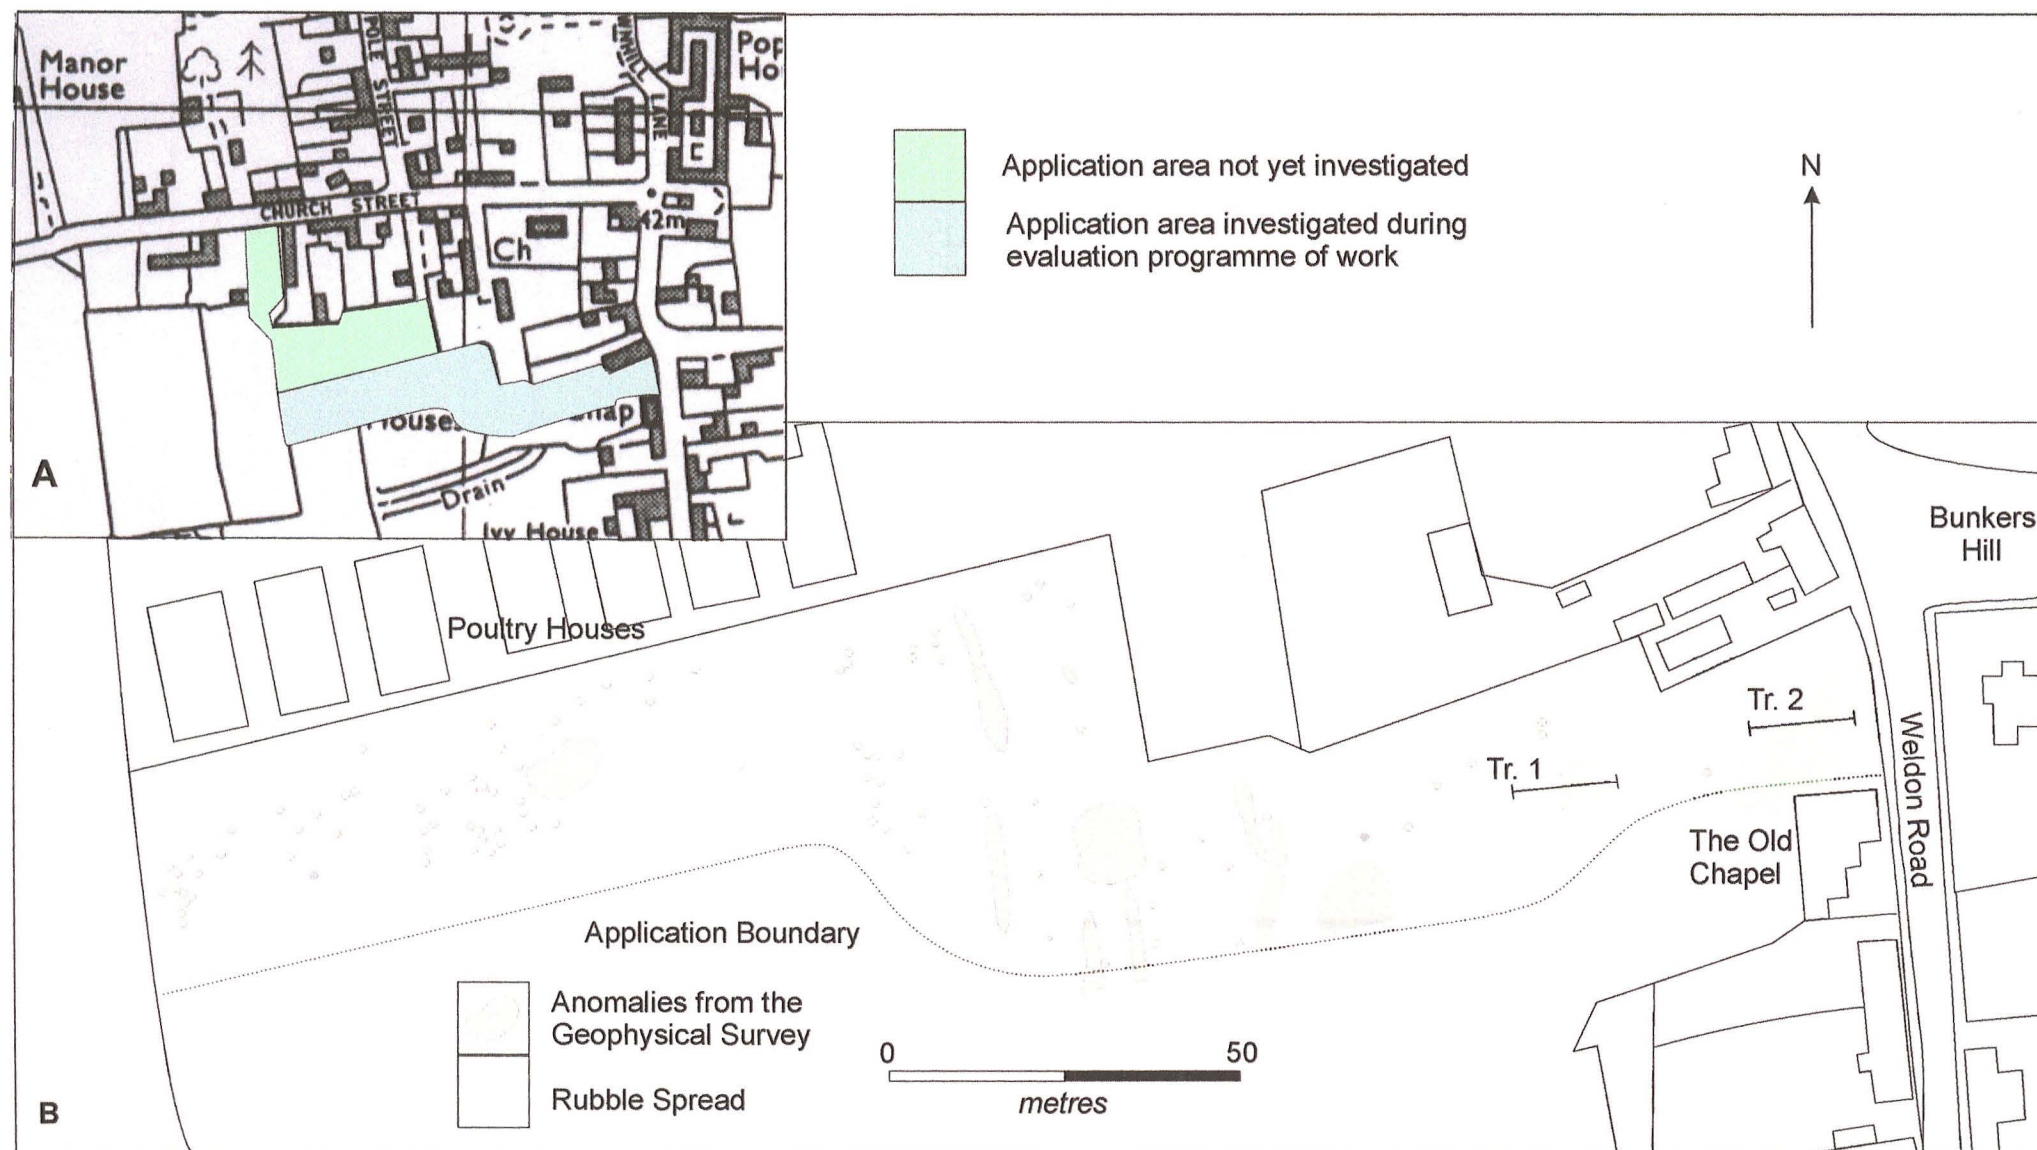 Manor
House
POLE STREET
LANE
CHURCH STREET
42m
Ch
Drain
Ivy House
A
Application area not yet investigated
Application area investigated during
evaluation programme of work
N
Bunkers
Hill
Poultry Houses
Tr. 2
Tr. 1
Weldon Road
The Old
Chapel
Application Boundary
Anomalies from the
Geophysical Survey
Rubble Spread
0 50
metres
B